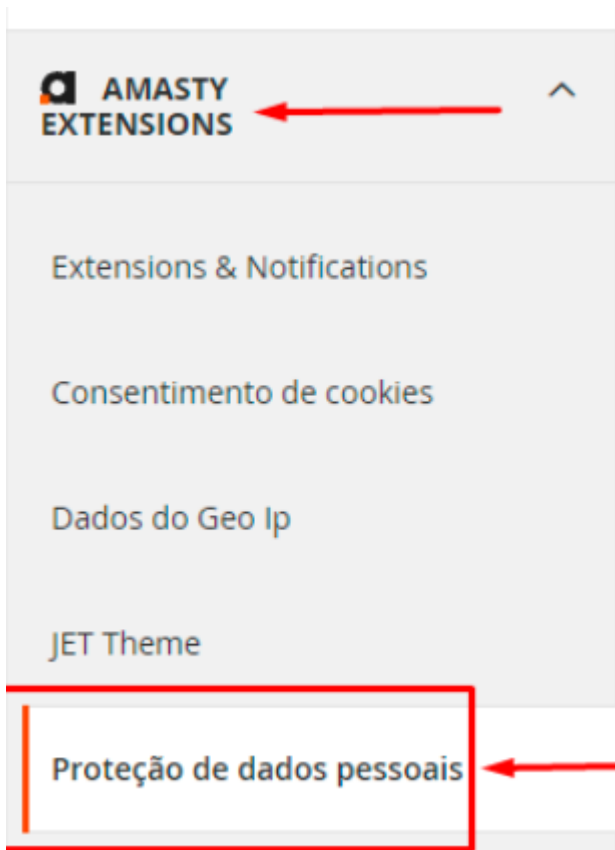 AMASTY
EXTENSIONS
Extensions & Notifications
Consentimento de cookies
Dados do Geo Ip
JET Theme
Proteção de dados pessoais